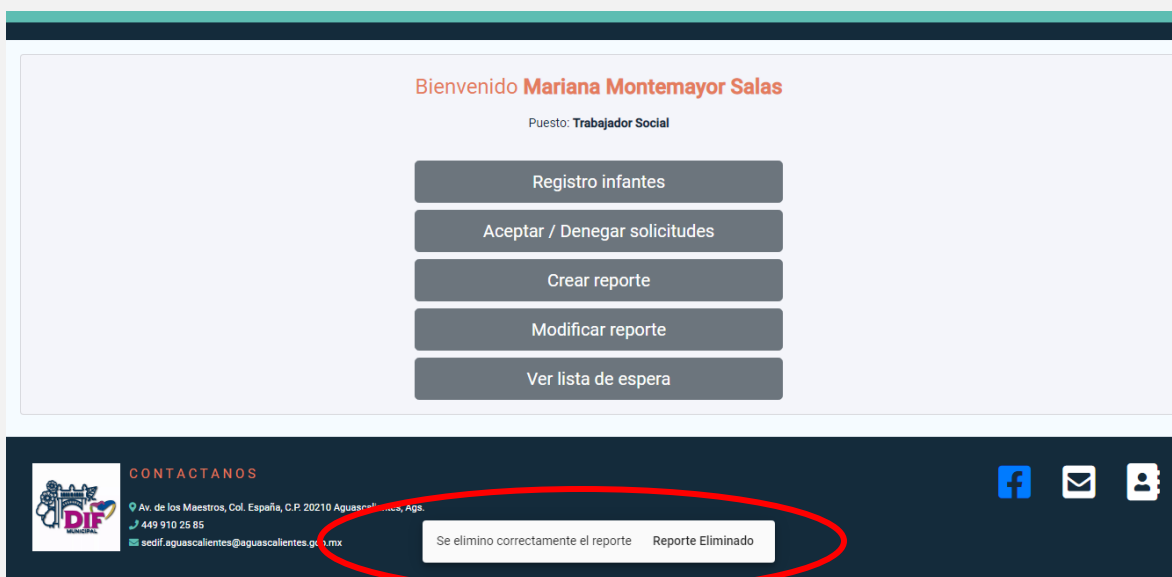 Bienvenido Mariana Montemayor Salas
Puesto: Trabajador Social
Registro infantes
Aceptar / Denegar solicitudes
Crear reporte
Modificar reporte
Ver lista de espera
CONTACTANOS
Av. de los Maestros, Col. España, C.P. 20210 Aguascalientes, Ags.
449 910 25 85
sedif.aguascalientes@aguascalientes.gob.mx
DIF
MUNICIPAL
Se elimino correctamente el reporte Reporte Eliminado